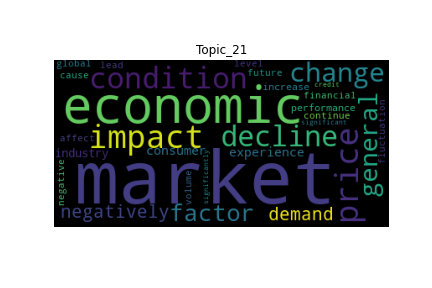 Topic_21
global lead level
cause condition future change
increase credit
economic financial
performance
continue
significant
impact decline general fluctuation
affect
industry consumer experience price
market
negative volume significantly
negatively factor demand